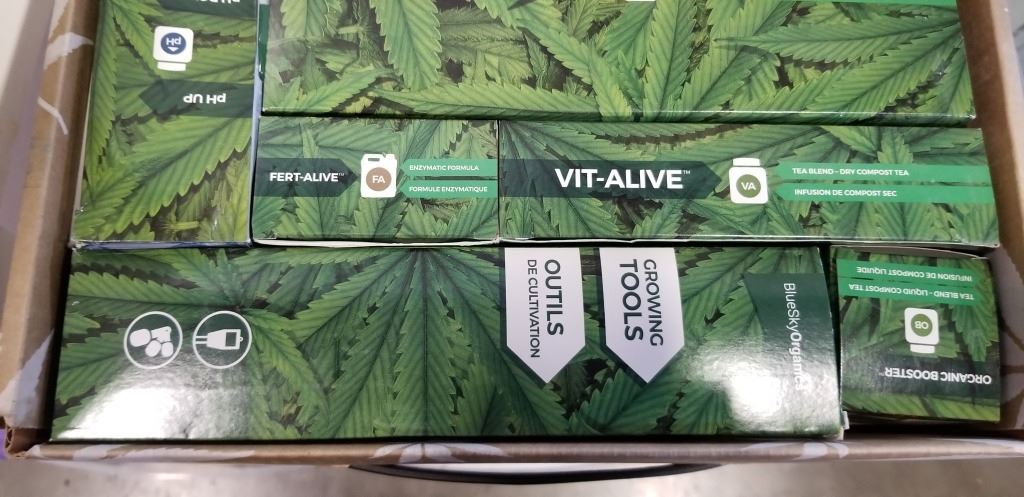 pH
pH UP
FERT-ALIVE™
FA
ENZYMATIC FORMULA
FORMULE ENZYMATIQUE
VIT-ALIVE™
VA
TEA BLEND - DRY COMPOST TEA
INFUSION DE COMPOST SEC
OUTILS
DE CULTIVATION
GROWING
TOOLS
BlueSkyOrganics
ORGANIC BOOSTER™
OB
TEA BLEND - LIQUID COMPOST TEA
INFUSION DE COMPOST LIQUIDE